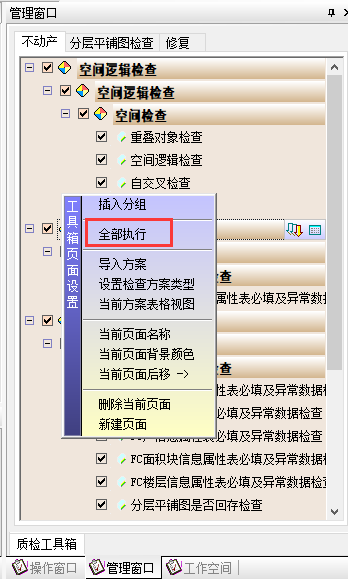 管理窗口
不动产 分层平铺图检查 修复
空间逻辑检查
空间逻辑检查
空间检查
重叠对象检查
空间逻辑检查
自交叉检查
工具箱页面设置
插入分组
全部执行
导入方案
设置检查方案类型
当前方案表格视图
当前页面名称
当前页面背景颜色
当前页面后移 ->
删除当前页面
新建页面
检查
属性表必填及异常数
检查
属性表必填及异常数据检
信息属性表必填及异常数据检
FC面积块信息属性表必填及异常数据
FC楼层信息属性表必填及异常数据检
分层平铺图是否回存检查
质检工具箱
操作窗口 管理窗口 工作空间